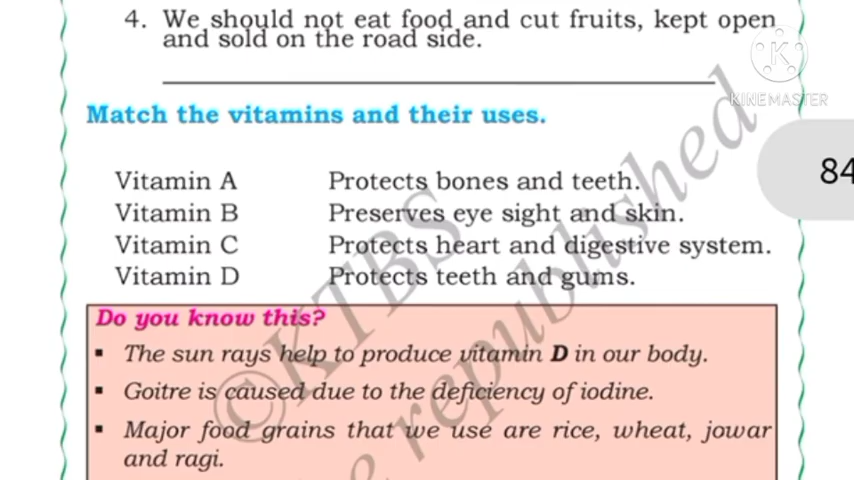 4. We should not eat food and cut fruits, kept open
and sold on the road side.
KINEMASTER
Match the vitamins and their uses.
84
Vitamin A Protects bones and teeth.
Vitamin B Preserves eye sight and skin.
Vitamin C Protects heart and digestive system.
Vitamin D Protects teeth and gums.
©KTBS
republished
Do you know this?
▪ The sun rays help to produce vitamin D in our body.
▪ Goitre is caused due to the deficiency of iodine.
▪ Major food grains that we use are rice, wheat, jowar
and ragi.